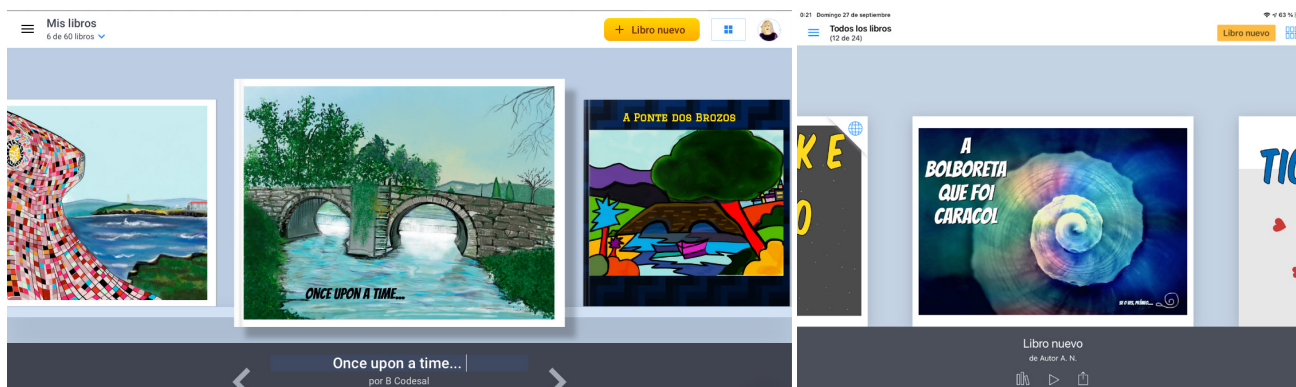 Mis libros
6 de 60 libros
+ Libro nuevo
A PONTE DOS BROZOS
ONCE UPON A TIME...
Once upon a time...
por B Codesal
0:21 Domingo 27 de septiembre
63 %
Todos los libros
(12 de 24)
Libro nuevo
K E
O
A
BOLBORETA
QUE FOI
CARACOL
TIC
Libro nuevo
de Autor A. N.